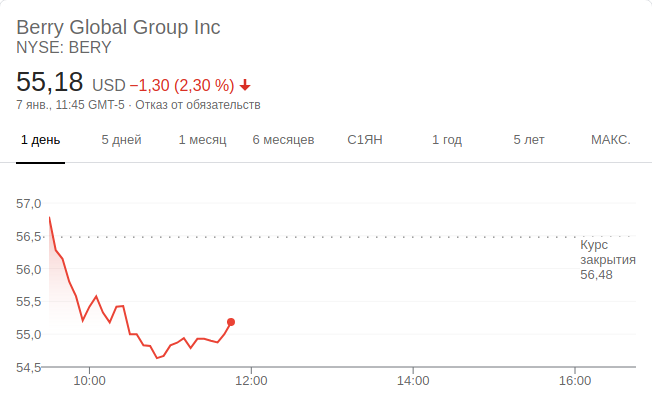 Berry Global Group Inc
NYSE: BERY
55,18 USD −1,30 (2,30 %)
7 янв., 11:45 GMT-5 · Отказ от обязательств
1 день 5 дней 1 месяц 6 месяцев С1ЯН 1 год 5 лет МАКС.
57,0
56,5
Курс
закрытия
56,48
56,0
55,5
55,0
54,5
10:00 12:00 14:00 16:00